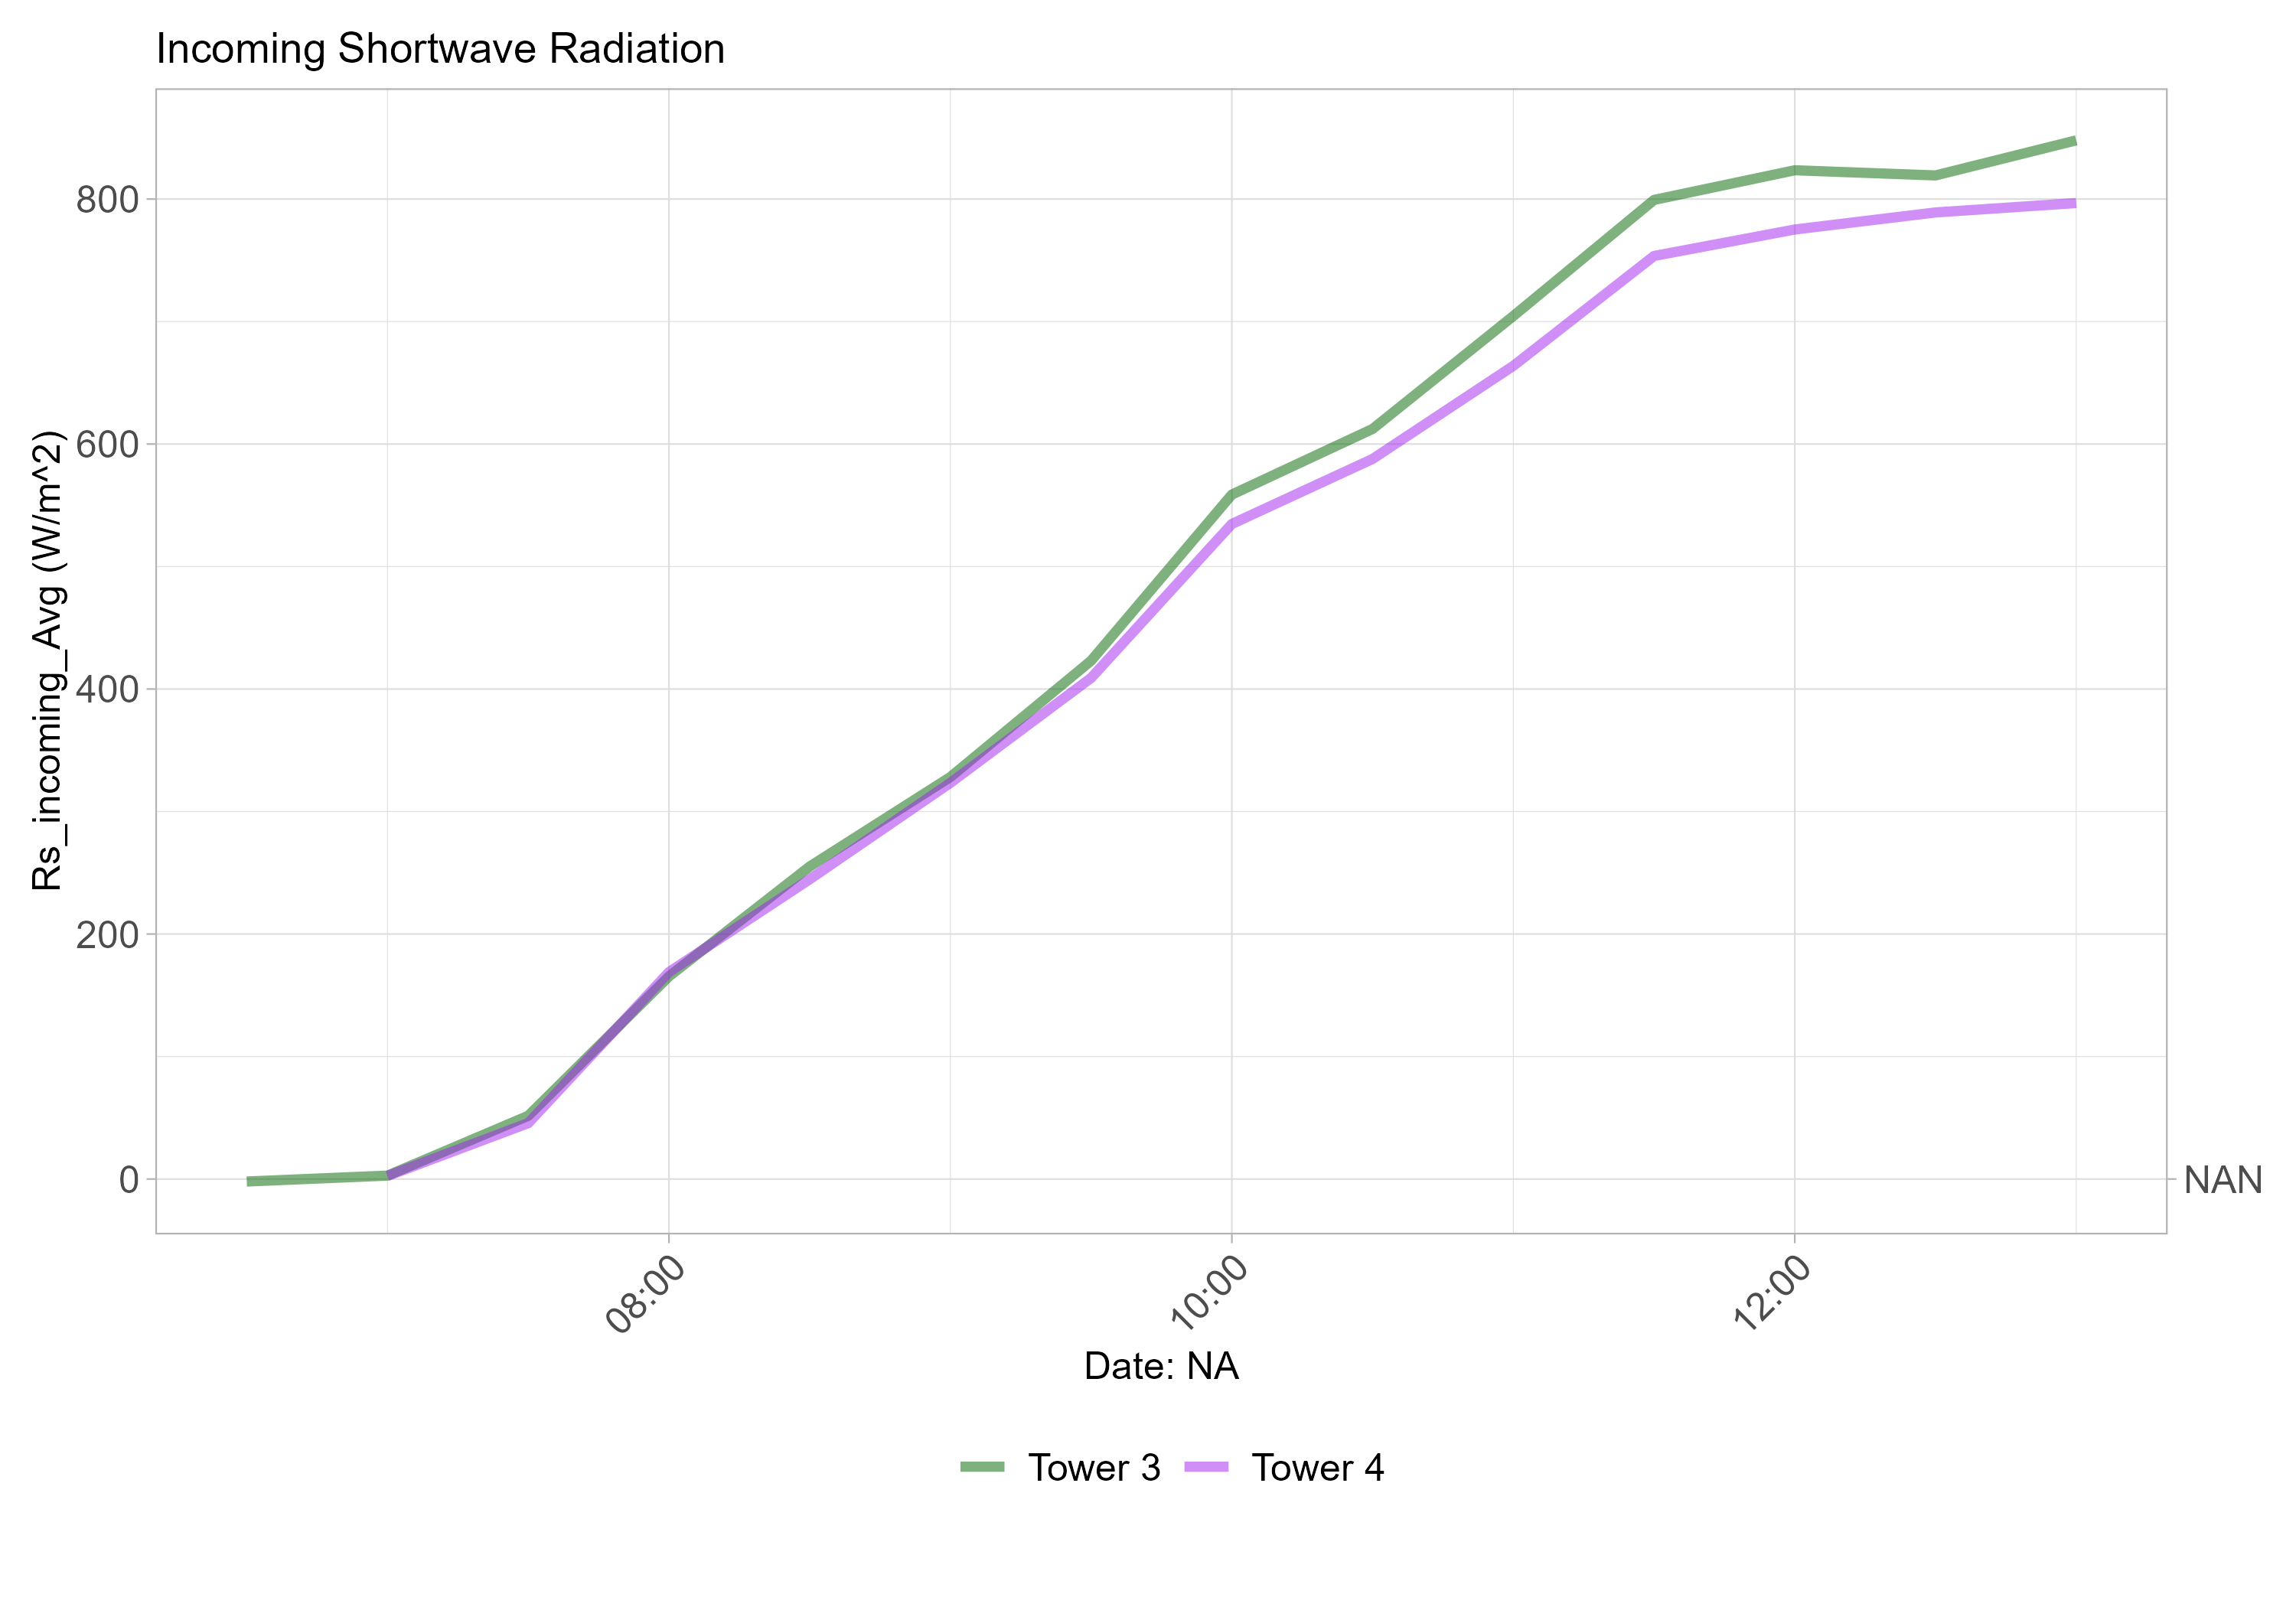 Incoming Shortwave Radiation
Rs_incoming_Avg (W/m^2)
800
600
400
200
0
NAN
08:00
10:00
12:00
Date: NA
Tower 3
Tower 4